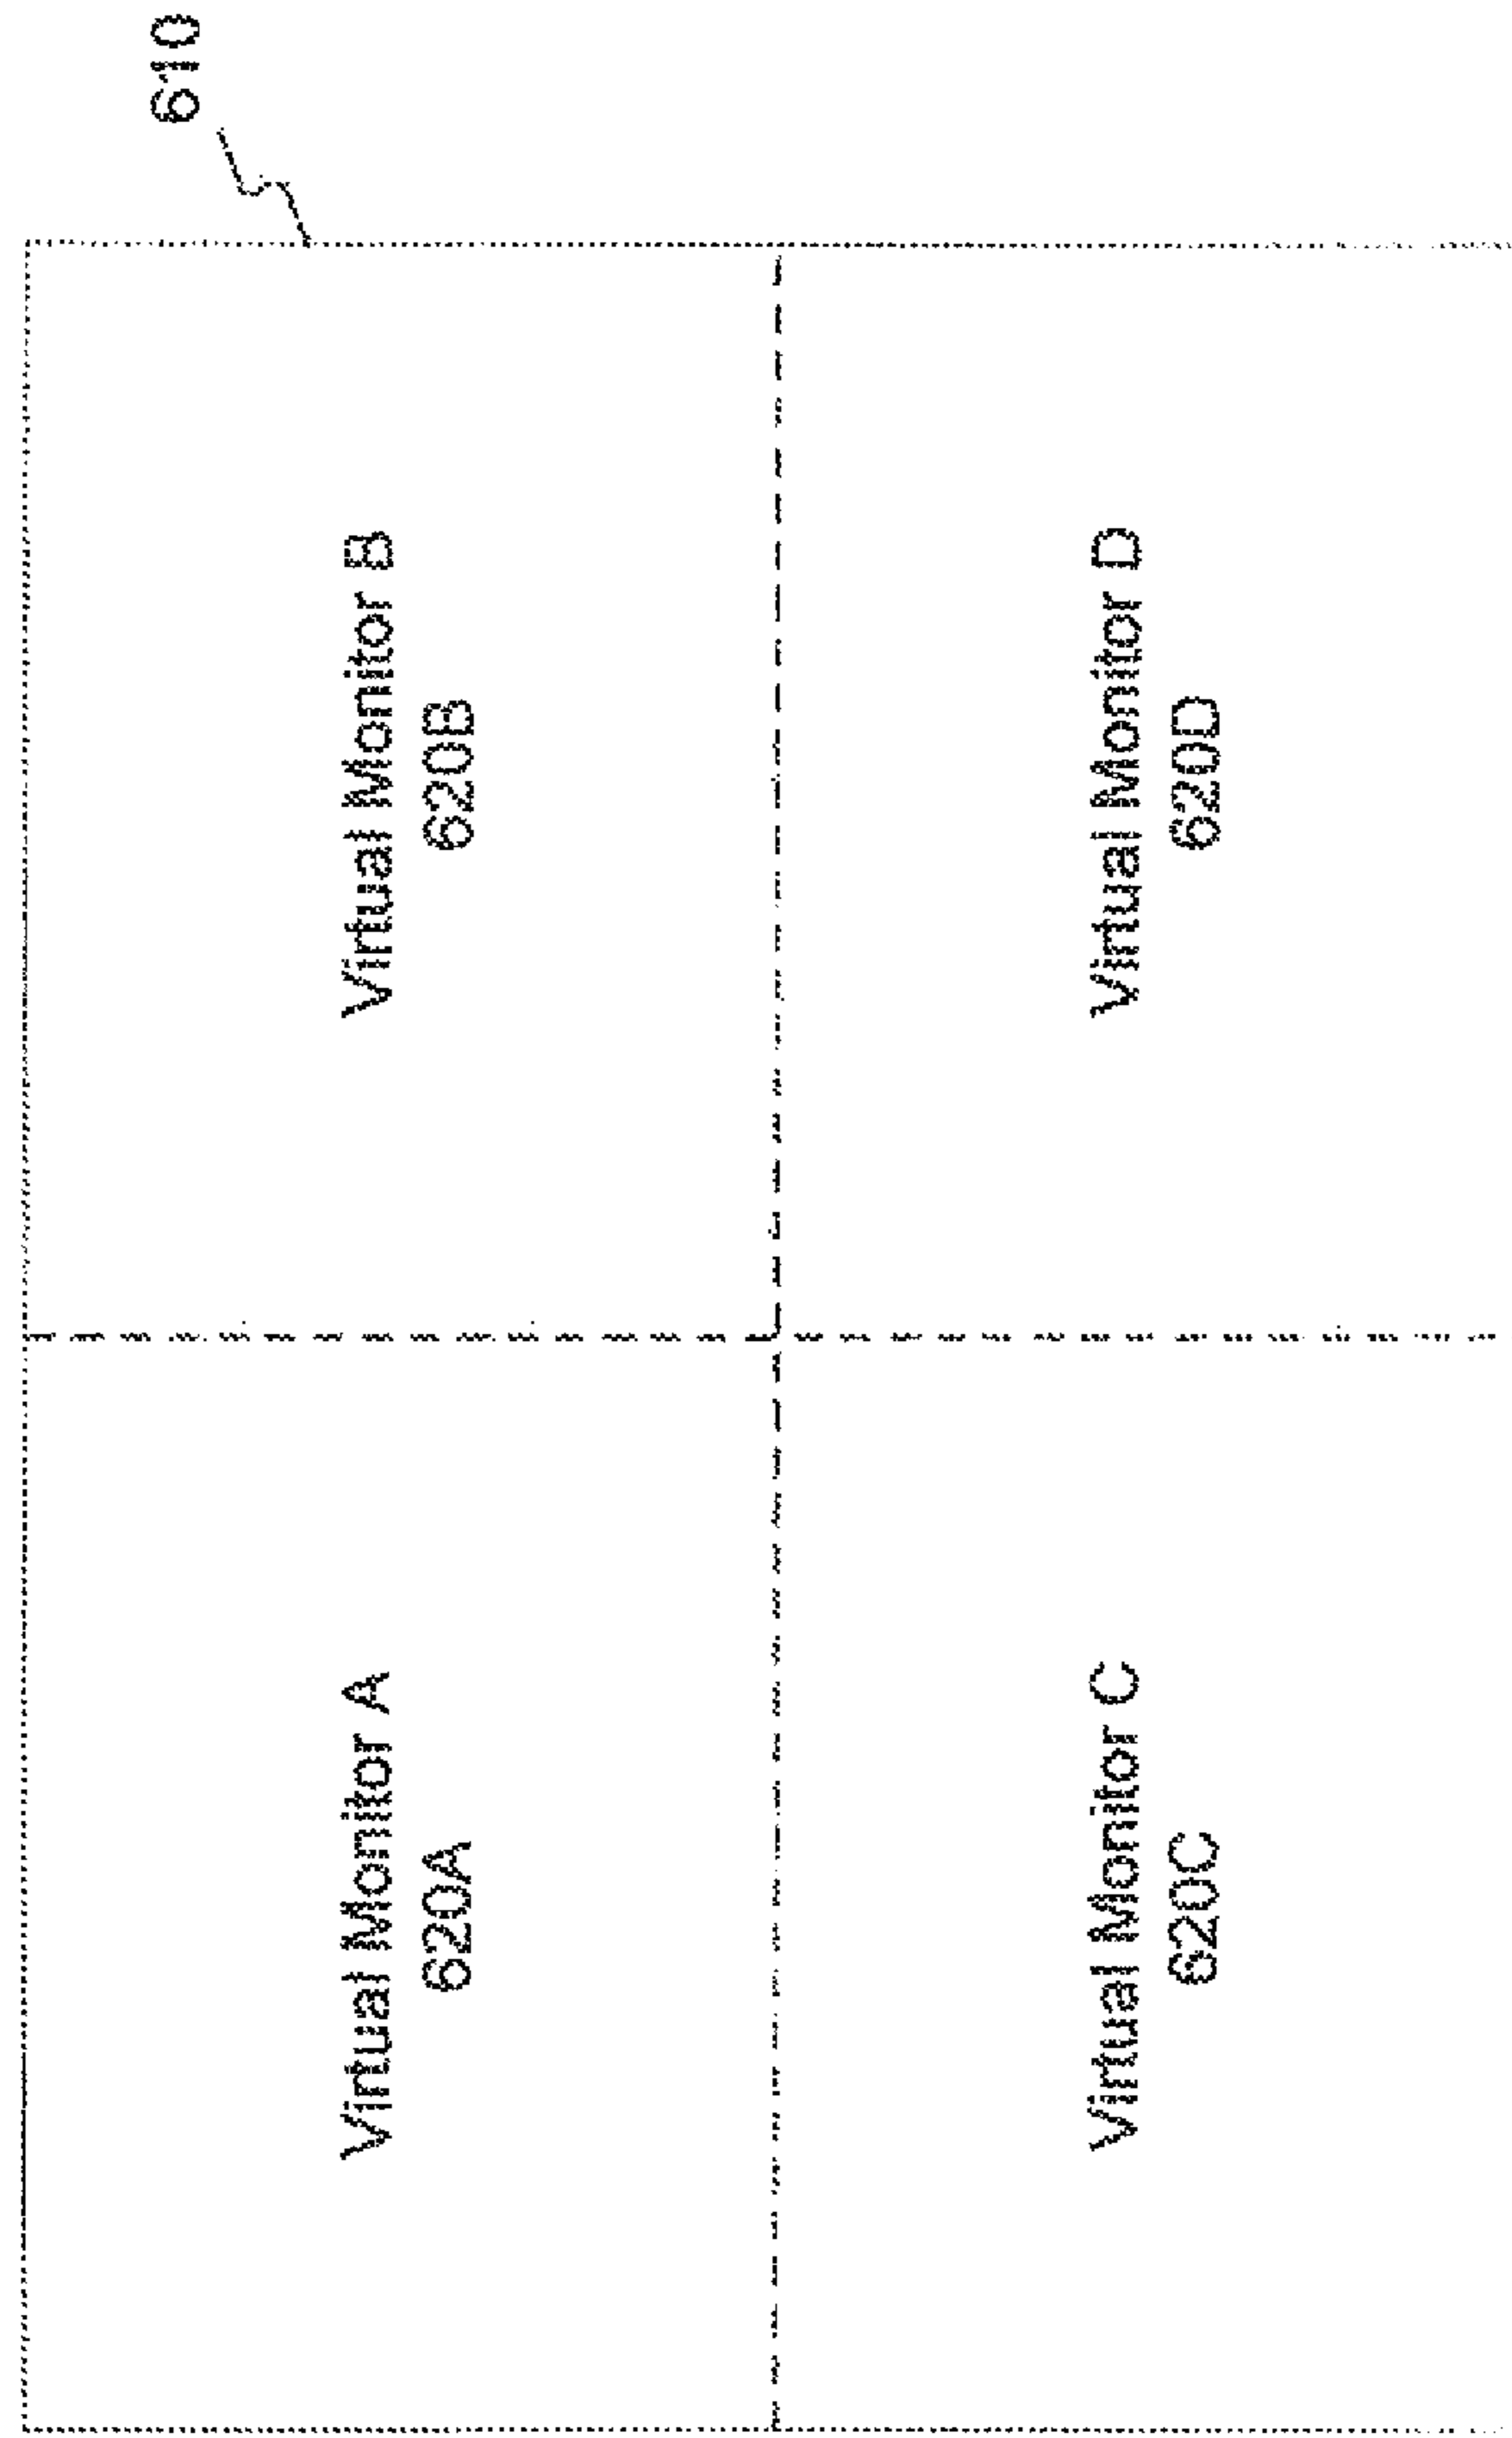 610
Virtual Monitor A
620A
Virtual Monitor B
620B
Virtual Monitor C
620C
Virtual Monitor D
620D